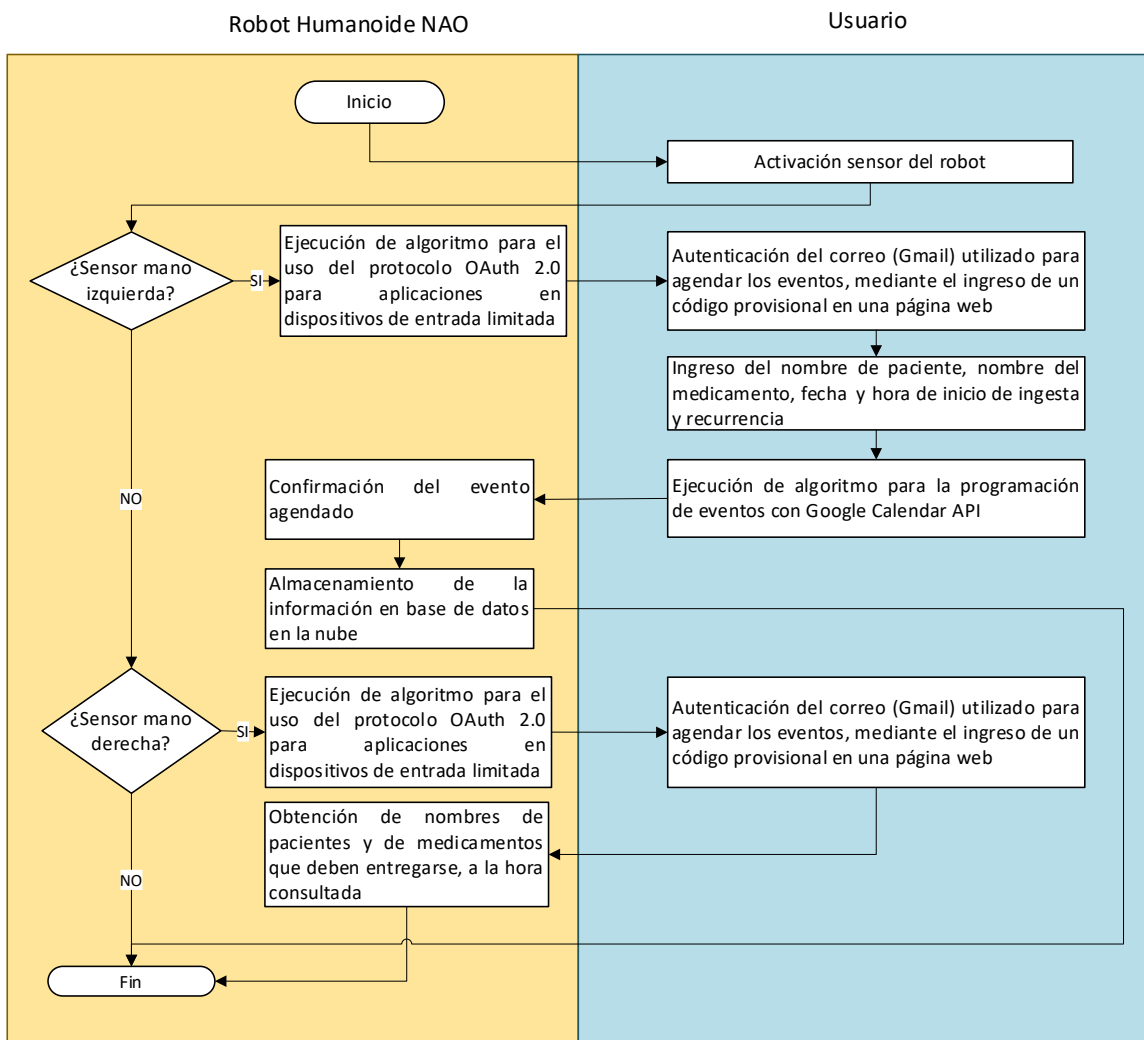 Robot Humanoide NAO
Usuario
Inicio
Activación sensor del robot
¿Sensor mano
izquierda?
SI
Ejecución de algoritmo para el
uso del protocolo OAuth 2.0
para aplicaciones en
dispositivos de entrada limitada
Autenticación del correo (Gmail) utilizado para
agendar los eventos, mediante el ingreso de un
código provisional en una página web
Ingreso del nombre de paciente, nombre del
medicamento, fecha y hora de inicio de ingesta
y recurrencia
NO
Confirmación del evento
agendado
Ejecución de algoritmo para la programación
de eventos con Google Calendar API
Almacenamiento de la
información en base de datos
en la nube
¿Sensor mano
derecha?
SI
Ejecución de algoritmo para el
uso del protocolo OAuth 2.0
para aplicaciones en
dispositivos de entrada limitada
Autenticación del correo (Gmail) utilizado para
agendar los eventos, mediante el ingreso de un
código provisional en una página web
Obtención de nombres de
pacientes y de medicamentos
que deben entregarse, a la hora
consultada
NO
Fin